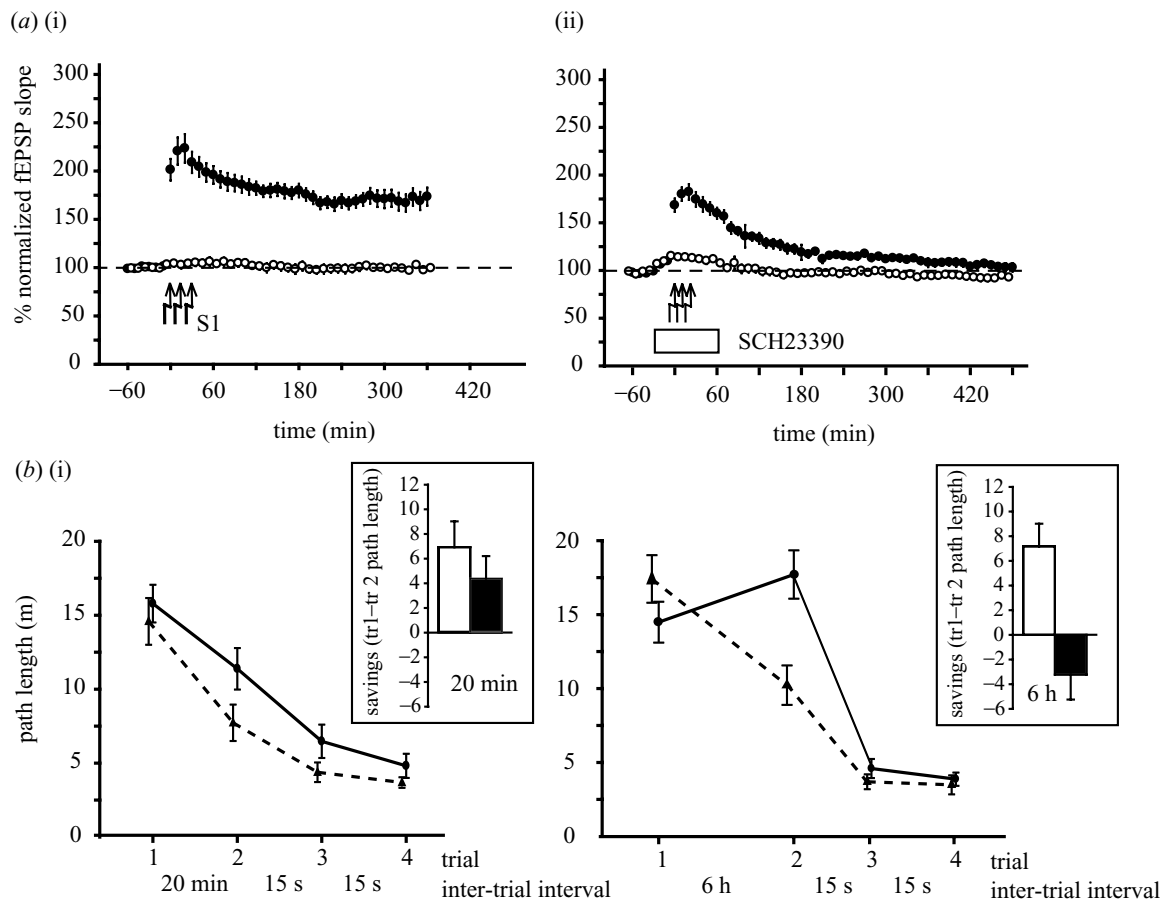 (a) (i)
(ii)
% normalized fEPSP slope
300
250
200
150
100
50
0
S1
−60 0 60 180 300 420
time (min)
300
250
200
150
100
50
0
SCH23390
−60 60 180 300 420
time (min)
(b) (i)
path length (m)
20
15
10
5
0
savings (tr1–tr 2 path length)
12
10
8
6
4
2
0
−2
−4
−6
20 min
1 2 3 4 trial
20 min 15 s 15 s inter-trial interval
20
15
10
5
0
savings (tr1–tr 2 path length)
12
10
8
6
4
2
0
−2
−4
−6
6 h
1 2 3 4 trial
6 h 15 s 15 s inter-trial interval